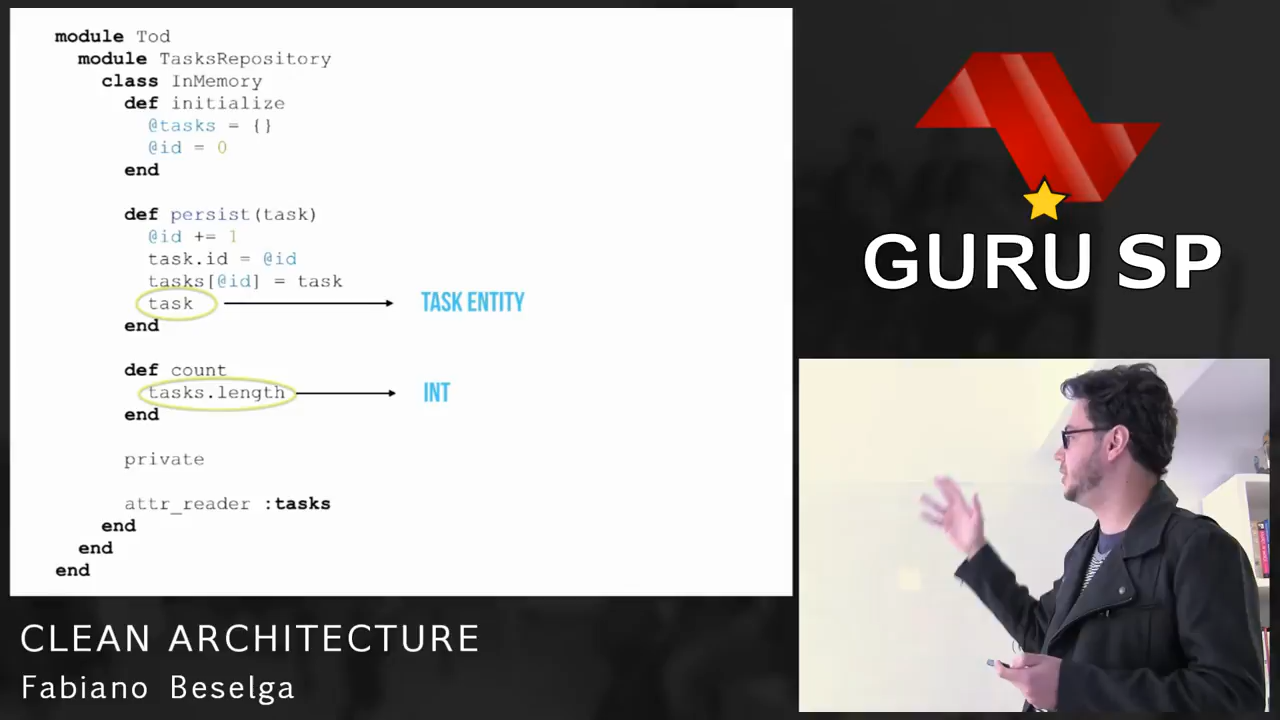 module Tod
module TasksRepository
class InMemory
def initialize
@tasks = {}
@id = 0
end
def persist(task)
@id += 1
task.id = @id
tasks[@id] = task
task
TASK ENTITY
end
def count
tasks.length
INT
end
private
attr_reader :tasks
end
end
end
GURU SP
CLEAN ARCHITECTURE
Fabiano Beselga